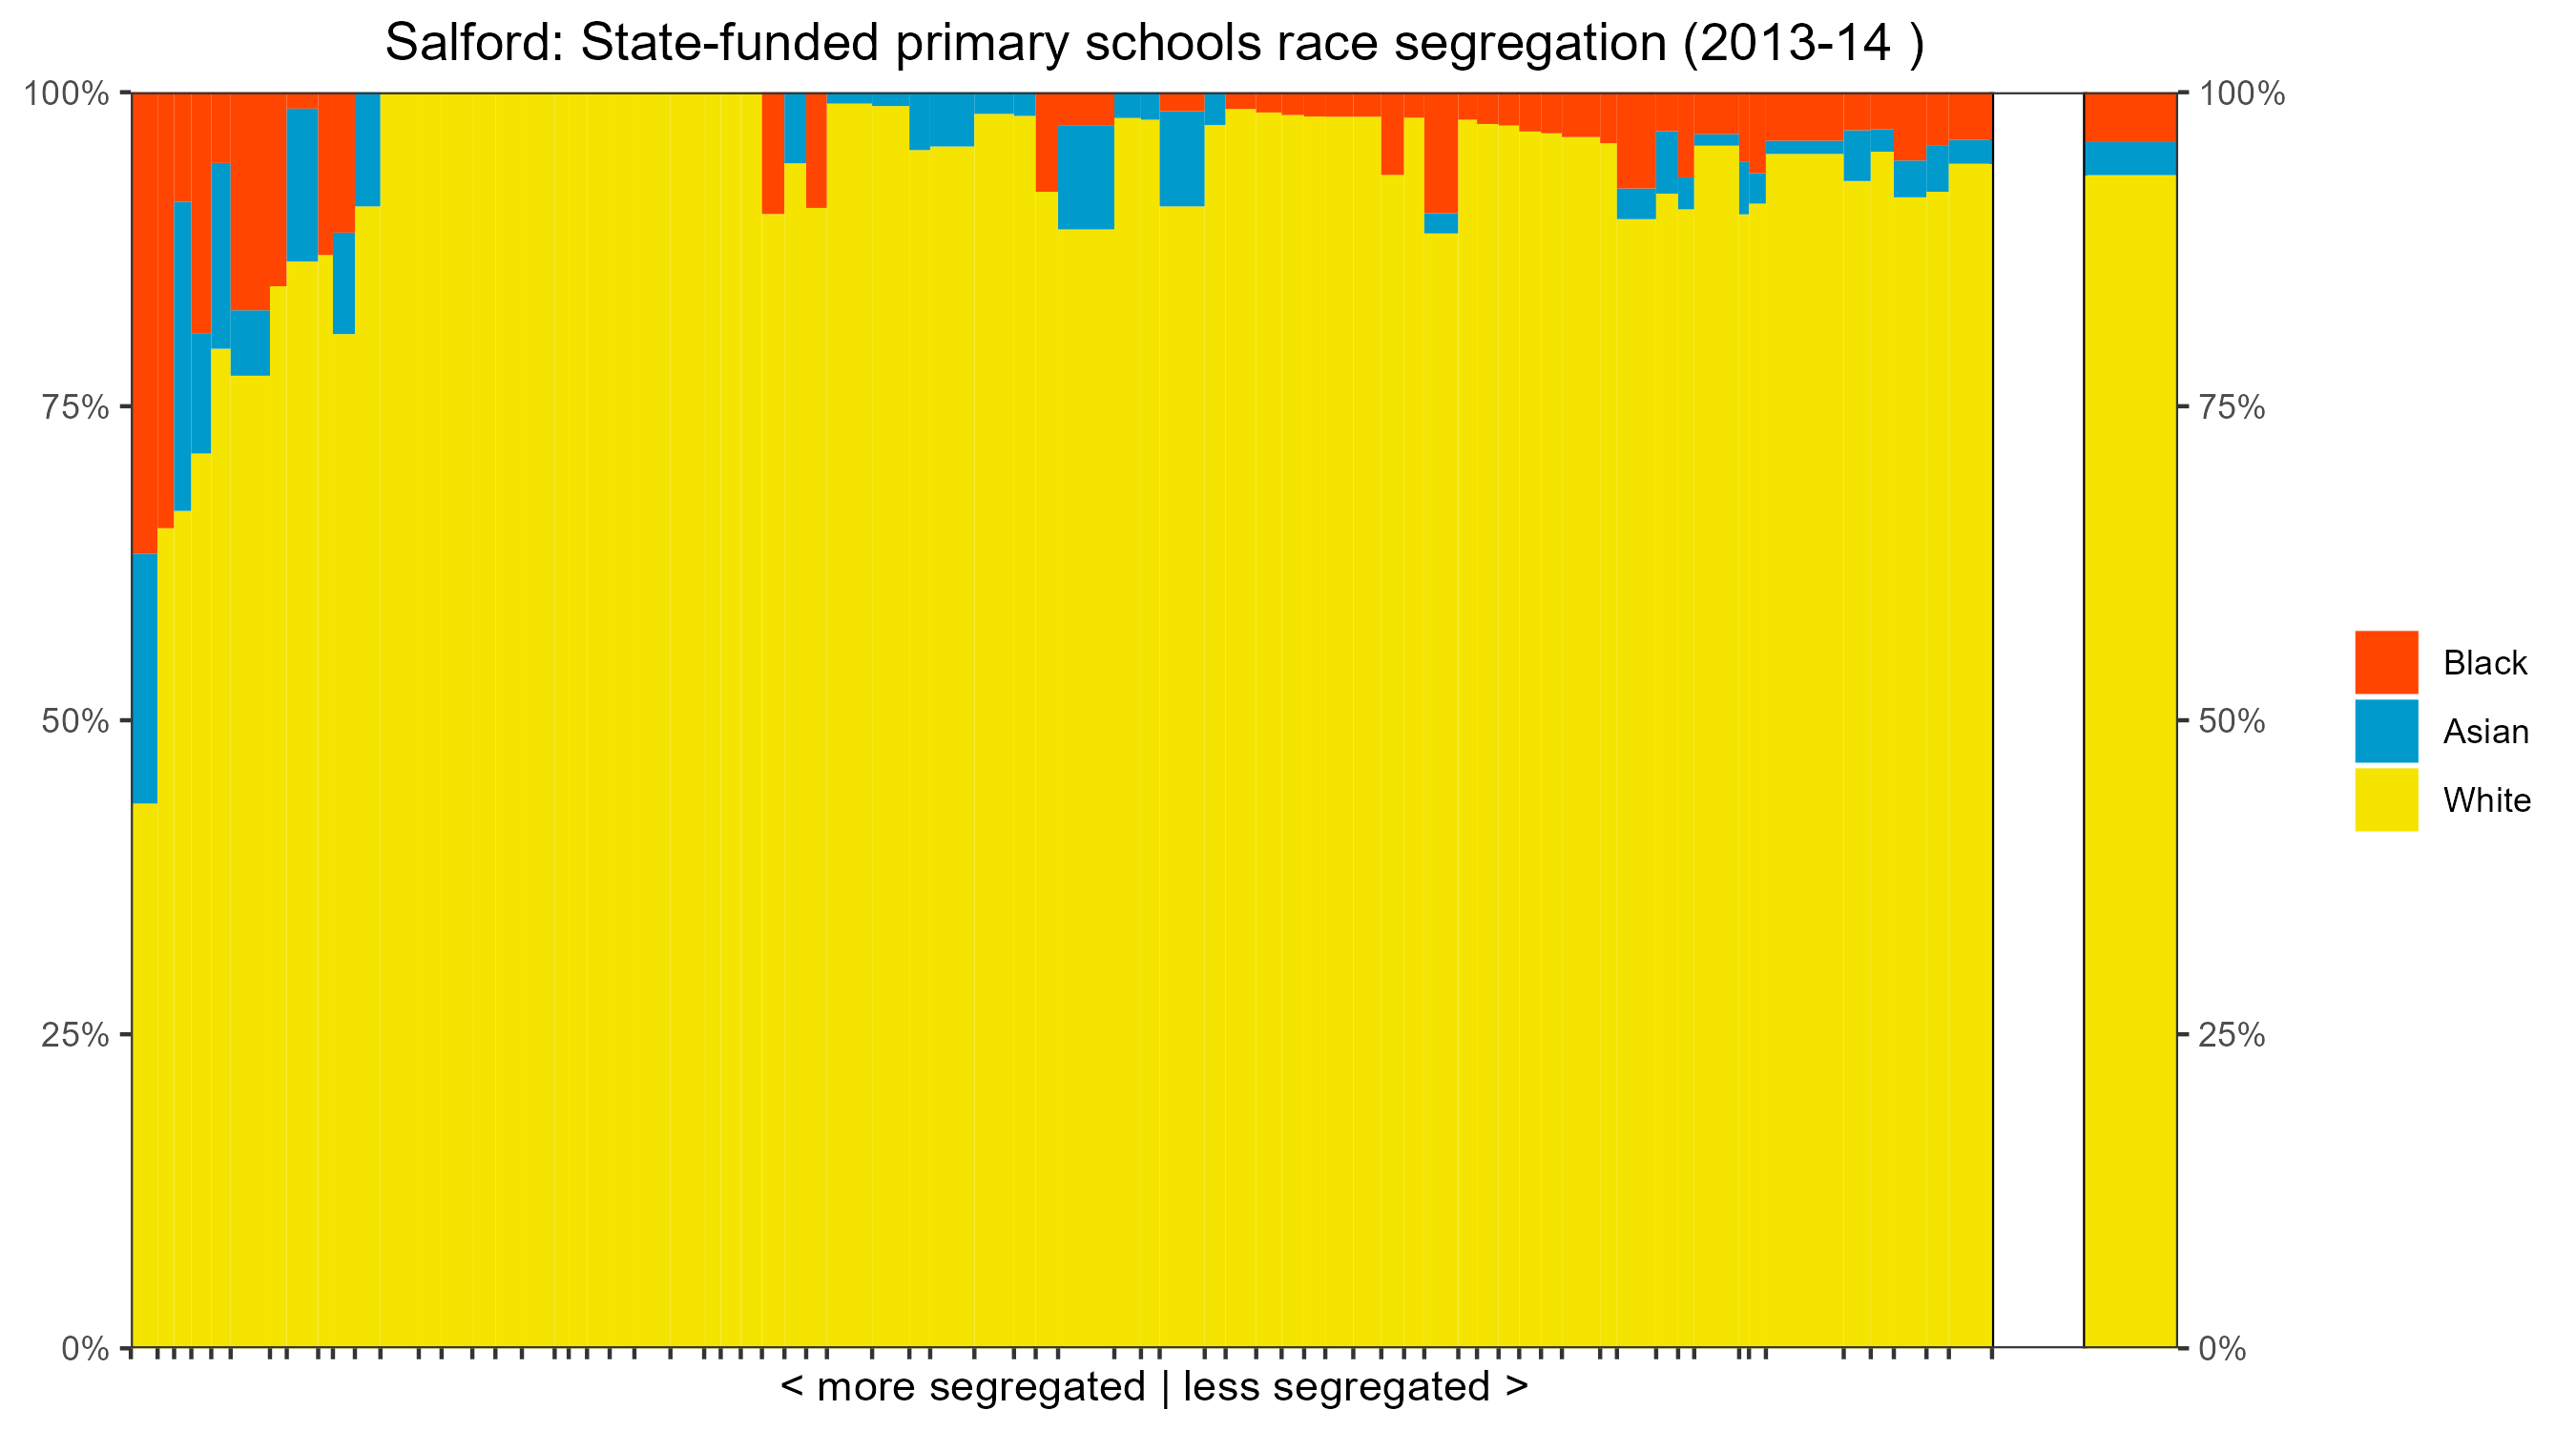 Salford: State-funded primary schools race segregation (2013-14 )
100%
75%
50%
25%
0%
100%
75%
50%
25%
0%
Black
Asian
White
< more segregated | less segregated >